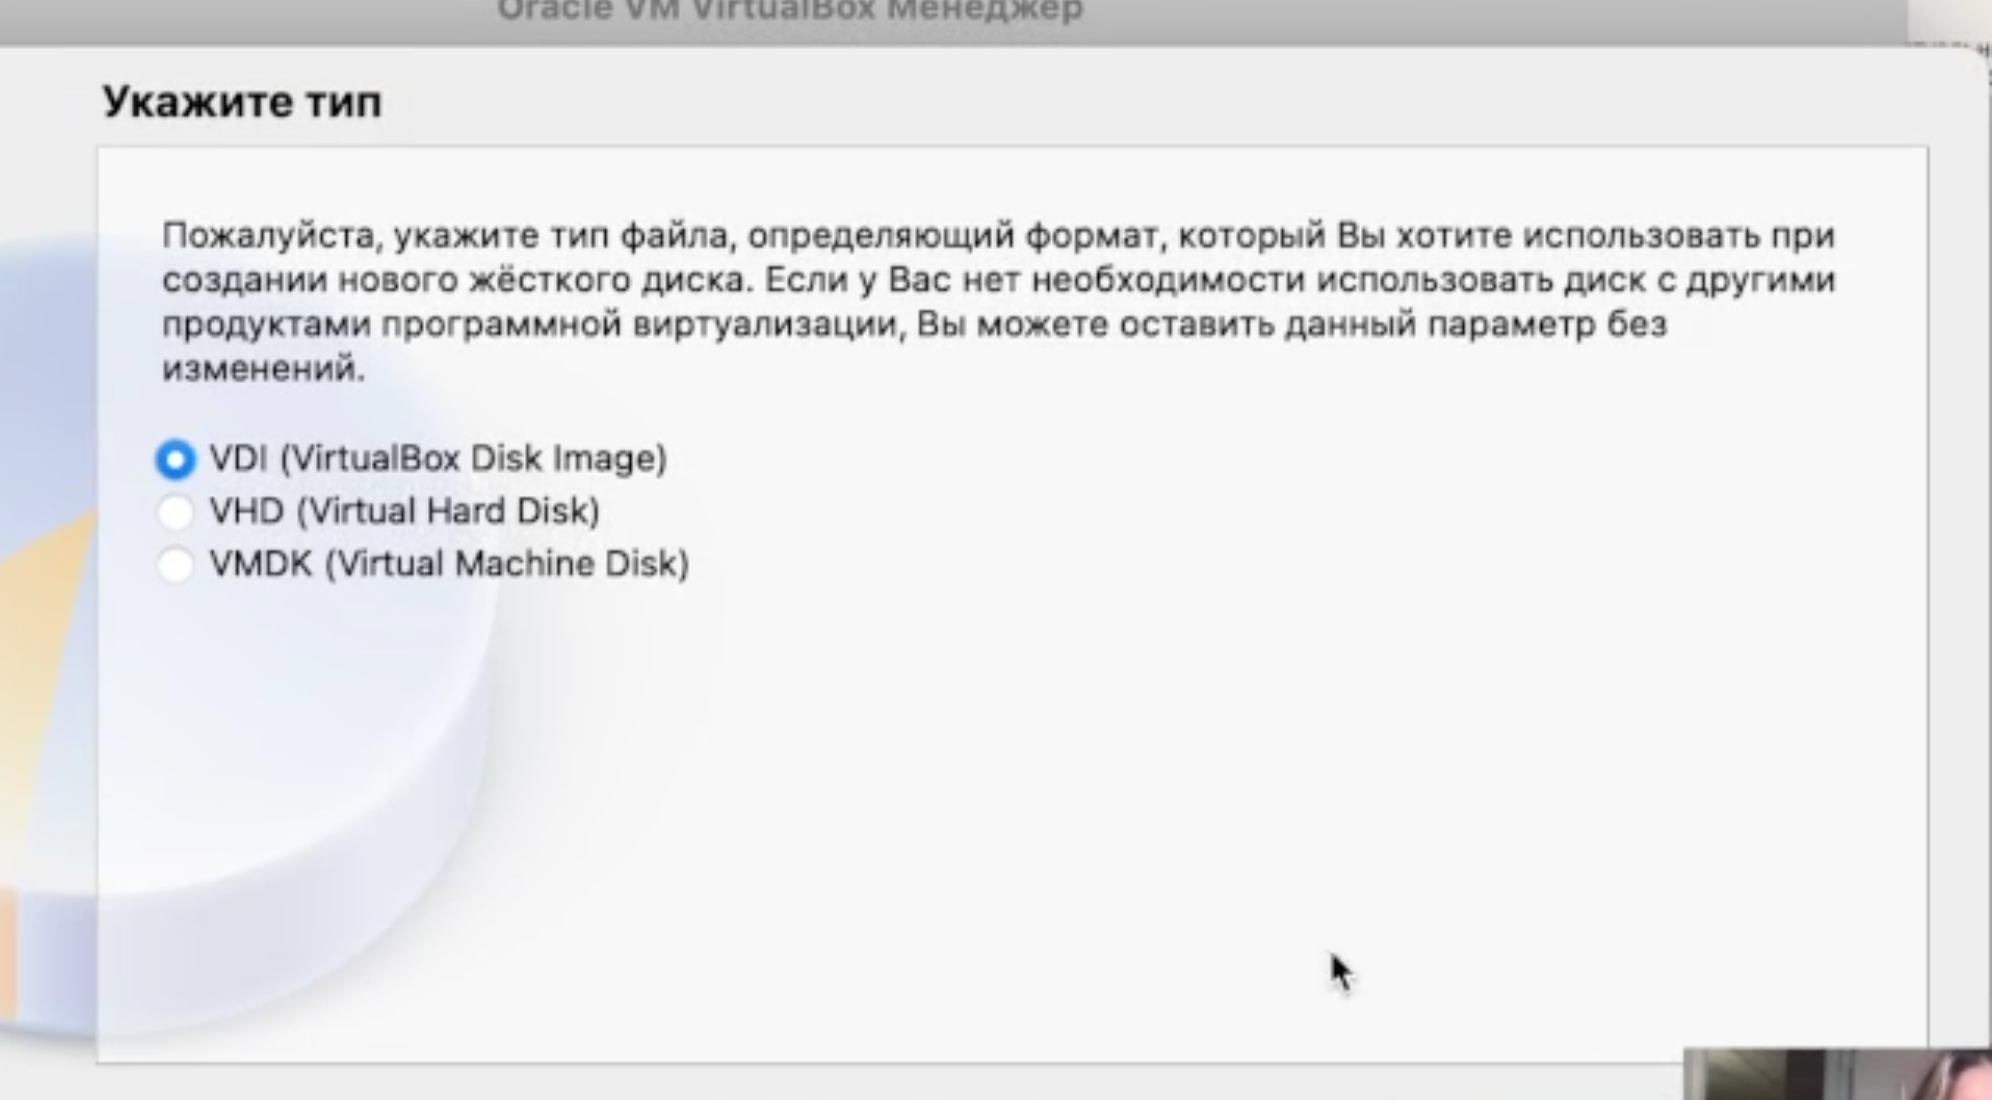 Oracle VM VirtualBox Менеджер
Укажите тип
Пожалуйста, укажите тип файла, определяющий формат, который Вы хотите использовать при
создании нового жёсткого диска. Если у Вас нет необходимости использовать диск с другими
продуктами программной виртуализации, Вы можете оставить данный параметр без
изменений.
VDI (VirtualBox Disk Image)
VHD (Virtual Hard Disk)
VMDK (Virtual Machine Disk)